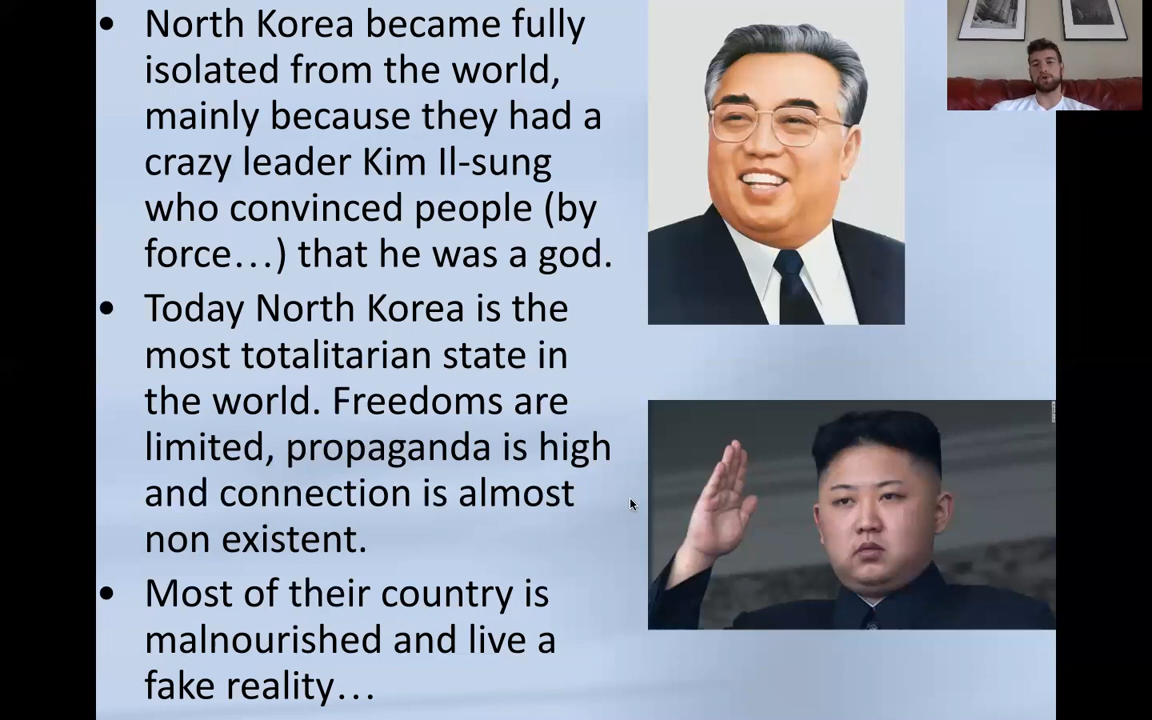 • North Korea became fully
isolated from the world,
mainly because they had a
crazy leader Kim Il-sung
who convinced people (by
force…) that he was a god.
• Today North Korea is the
most totalitarian state in
the world. Freedoms are
limited, propaganda is high
and connection is almost
non existent.
• Most of their country is
malnourished and live a
fake reality…